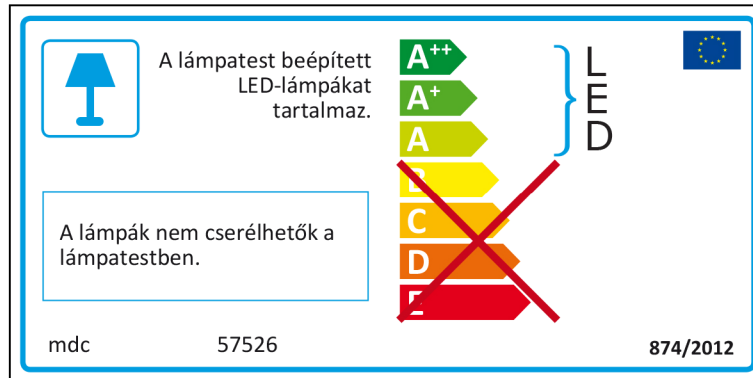 A lámpatest beépített
LED-lámpákat
tartalmaz.
A++
A+
A
B
C
D
E
L
E
D
A lámpák nem cserélhetők a
lámpatestben.
mdc 57526 874/2012